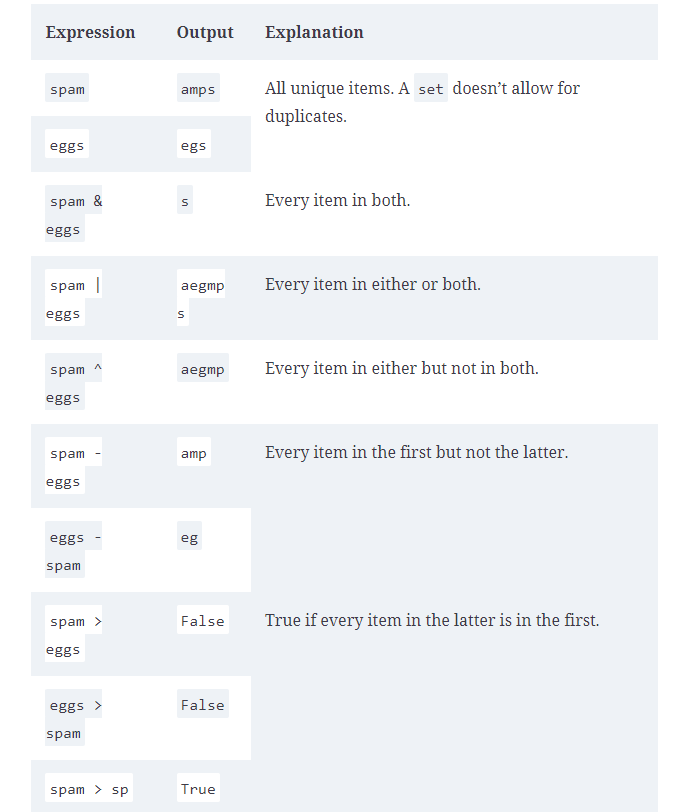 Expression Output Explanation
spam amps All unique items. A set doesn’t allow for
duplicates.
eggs egs
spam & s Every item in both.
eggs
spam | aegmp Every item in either or both.
eggs s
spam ^ aegmp Every item in either but not in both.
eggs
spam - amp Every item in the first but not the latter.
eggs
eggs - eg
spam
spam > False True if every item in the latter is in the first.
eggs
eggs > False
spam
spam > sp True